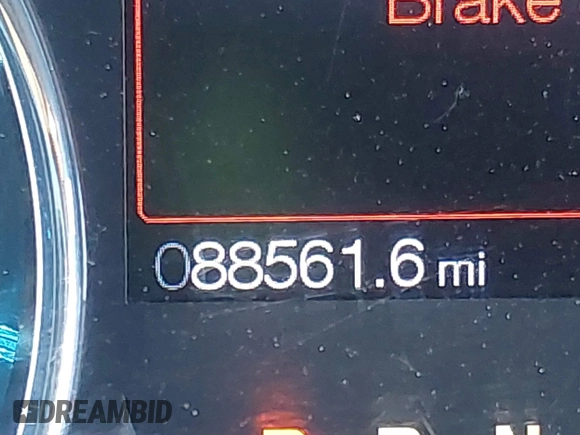 Brake
088561.6 mi
P R N
DREAMBID